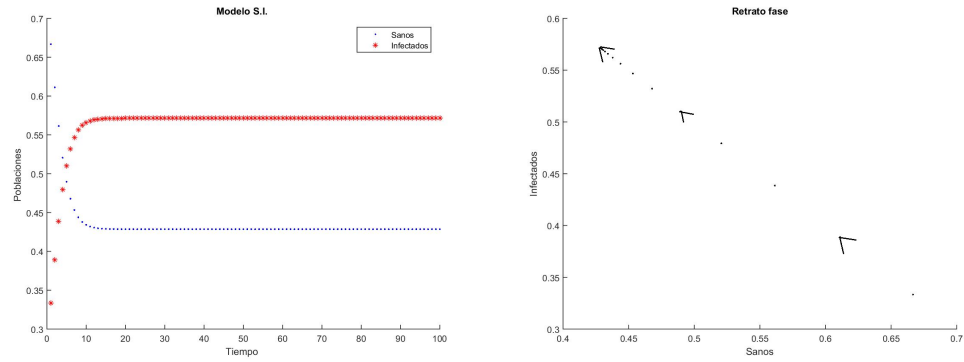 Modelo S.I.
0.7
0.65
0.6
0.55
0.5
0.45
0.4
0.35
0.3
Poblaciones
Sanos
Infectados
0 10 20 30 40 50 60 70 80 90 100
Tiempo
Retrato fase
0.6
0.55
0.5
0.45
0.4
0.35
0.3
Infectados
0.4 0.45 0.5 0.55 0.6 0.65 0.7
Sanos